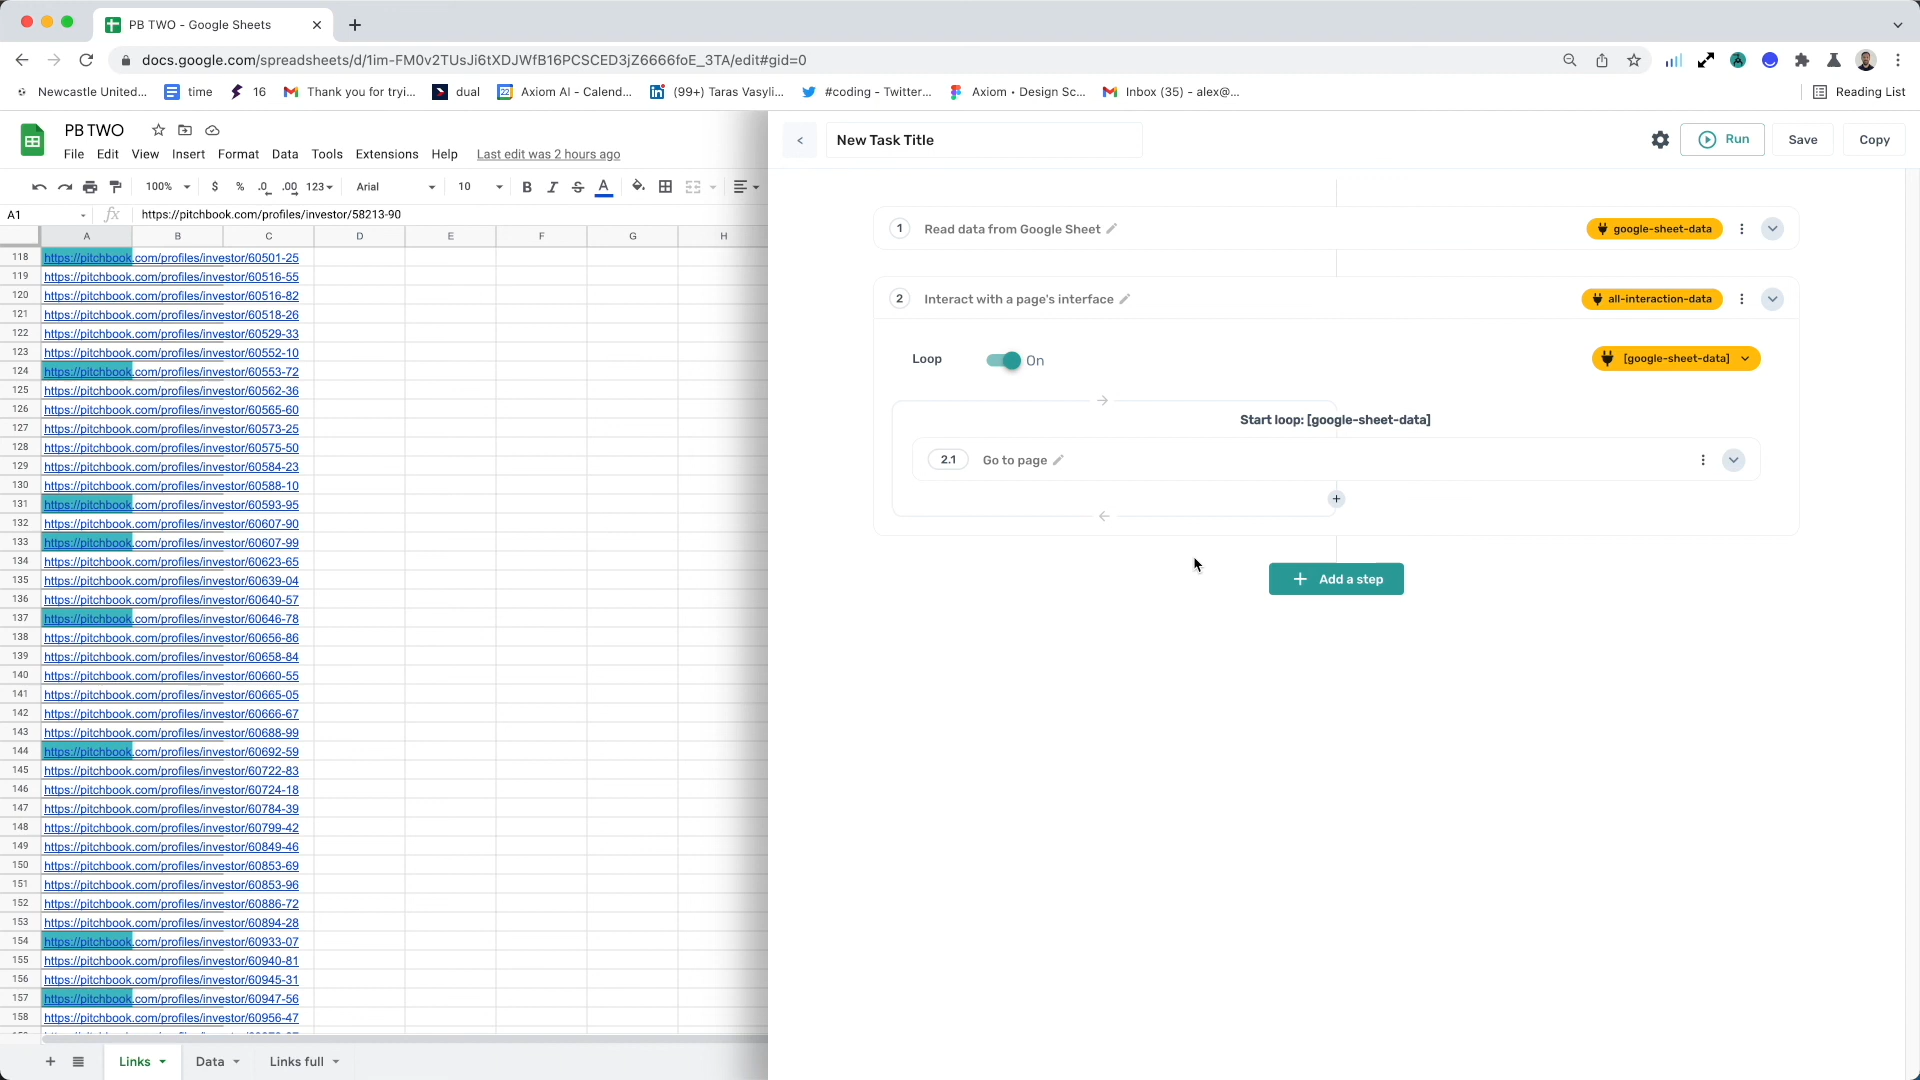 PB TWO - Google Sheets
docs.google.com/spreadsheets/d/1im-FM0v2TUsJi6tXDJWfB16PCSCED3jZ6666foE_3TA/edit#gid=0
Newcastle United...
time
16
Thank you for tryi...
dual
22
Axiom AI - Calend...
(99+) Taras Vasyli...
#coding - Twitter...
Axiom • Design Sc...
Inbox (35) - alex@...
Reading List
PB TWO
File Edit View Insert Format Data Tools Extensions Help Last edit was 2 hours ago
100% $ % .0 .00 123 Arial 10 B I S A
A1 fx https://pitchbook.com/profiles/investor/58213-90
A B C D E F G H
118 https://pitchbook.com/profiles/investor/60501-25
119 https://pitchbook.com/profiles/investor/60516-55
120 https://pitchbook.com/profiles/investor/60516-82
121 https://pitchbook.com/profiles/investor/60518-26
122 https://pitchbook.com/profiles/investor/60529-33
123 https://pitchbook.com/profiles/investor/60552-10
124 https://pitchbook.com/profiles/investor/60553-72
125 https://pitchbook.com/profiles/investor/60562-36
126 https://pitchbook.com/profiles/investor/60565-60
127 https://pitchbook.com/profiles/investor/60573-25
128 https://pitchbook.com/profiles/investor/60575-50
129 https://pitchbook.com/profiles/investor/60584-23
130 https://pitchbook.com/profiles/investor/60588-10
131 https://pitchbook.com/profiles/investor/60593-95
132 https://pitchbook.com/profiles/investor/60607-90
133 https://pitchbook.com/profiles/investor/60607-99
134 https://pitchbook.com/profiles/investor/60623-65
135 https://pitchbook.com/profiles/investor/60639-04
136 https://pitchbook.com/profiles/investor/60640-57
137 https://pitchbook.com/profiles/investor/60646-78
138 https://pitchbook.com/profiles/investor/60656-86
139 https://pitchbook.com/profiles/investor/60658-84
140 https://pitchbook.com/profiles/investor/60660-55
141 https://pitchbook.com/profiles/investor/60665-05
142 https://pitchbook.com/profiles/investor/60666-67
143 https://pitchbook.com/profiles/investor/60688-99
144 https://pitchbook.com/profiles/investor/60692-59
145 https://pitchbook.com/profiles/investor/60722-83
146 https://pitchbook.com/profiles/investor/60724-18
147 https://pitchbook.com/profiles/investor/60784-39
148 https://pitchbook.com/profiles/investor/60799-42
149 https://pitchbook.com/profiles/investor/60849-46
150 https://pitchbook.com/profiles/investor/60853-69
151 https://pitchbook.com/profiles/investor/60853-96
152 https://pitchbook.com/profiles/investor/60886-72
153 https://pitchbook.com/profiles/investor/60894-28
154 https://pitchbook.com/profiles/investor/60933-07
155 https://pitchbook.com/profiles/investor/60940-81
156 https://pitchbook.com/profiles/investor/60945-31
157 https://pitchbook.com/profiles/investor/60947-56
158 https://pitchbook.com/profiles/investor/60956-47
Links Data Links full
< New Task Title Run Save Copy
1 Read data from Google Sheet google-sheet-data
2 Interact with a page's interface all-interaction-data
Loop On [google-sheet-data]
Start loop: [google-sheet-data]
2.1 Go to page
+
+ Add a step